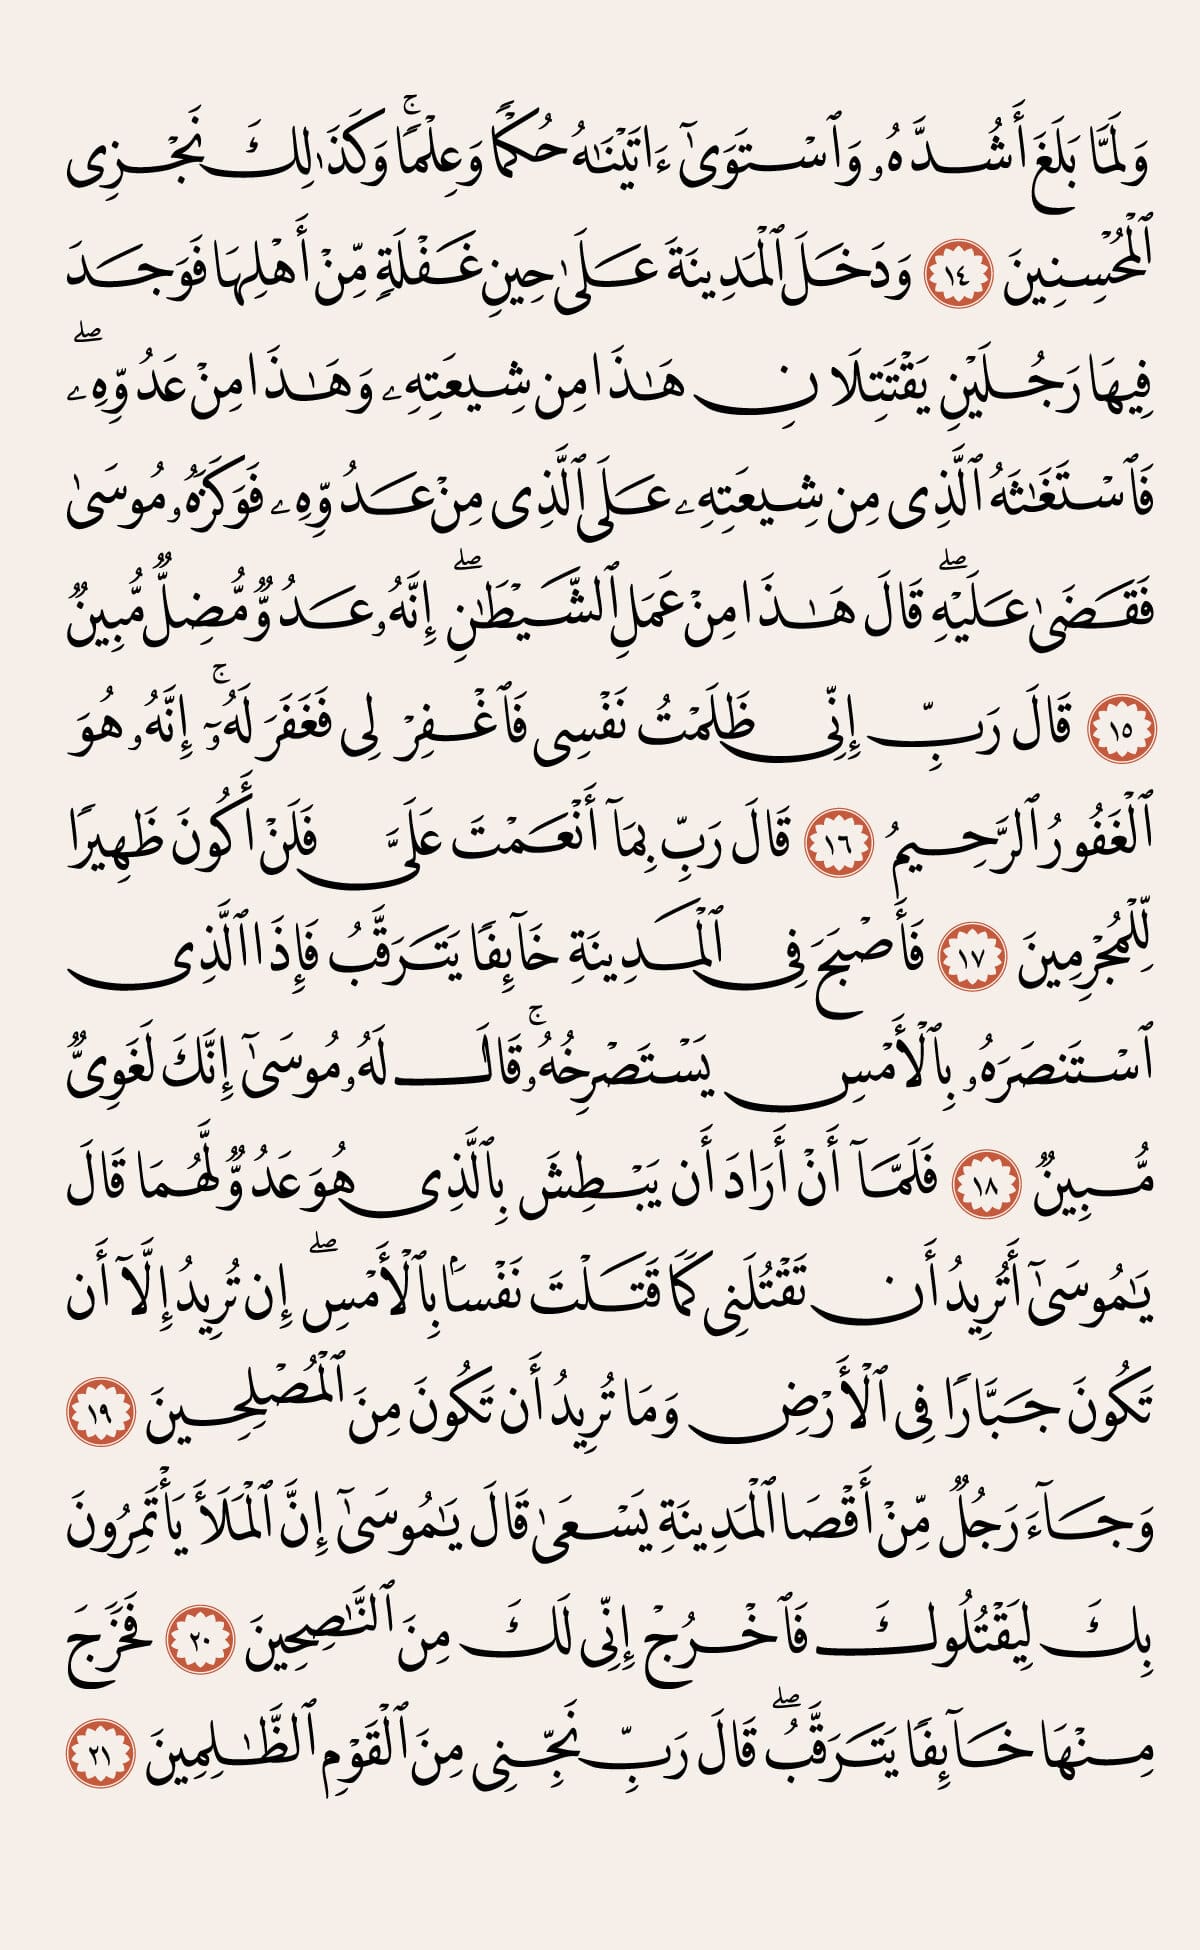 وَلَمَّا بَلَغَ أَشُدَّهُۥ وَٱسْتَوَىٰٓ ءَاتَيْنَٰهُ حُكْمًا وَعِلْمًا ۚ وَكَذَٰلِكَ نَجْزِى
ٱلْمُحْسِنِينَ ١٤ وَدَخَلَ ٱلْمَدِينَةَ عَلَىٰ حِينِ غَفْلَةٍ مِّنْ أَهْلِهَا فَوَجَدَ
فِيهَا رَجُلَيْنِ يَقْتَتِلَانِ هَٰذَا مِن شِيعَتِهِۦ وَهَٰذَا مِنْ عَدُوِّهِۦ ۖ
فَٱسْتَغَٰثَهُ ٱلَّذِى مِن شِيعَتِهِۦ عَلَى ٱلَّذِى مِنْ عَدُوِّهِۦ فَوَكَزَهُۥ مُوسَىٰ
فَقَضَىٰ عَلَيْهِ ۖ قَالَ هَٰذَا مِنْ عَمَلِ ٱلشَّيْطَٰنِ ۖ إِنَّهُۥ عَدُوٌّ مُّضِلٌّ مُّبِينٌ
١٥ قَالَ رَبِّ إِنِّى ظَلَمْتُ نَفْسِى فَٱغْفِرْ لِى فَغَفَرَ لَهُۥٓ ۚ إِنَّهُۥ هُوَ
ٱلْغَفُورُ ٱلرَّحِيمُ ١٦ قَالَ رَبِّ بِمَآ أَنْعَمْتَ عَلَىَّ فَلَنْ أَكُونَ ظَهِيرًا
لِّلْمُجْرِمِينَ ١٧ فَأَصْبَحَ فِى ٱلْمَدِينَةِ خَآئِفًا يَتَرَقَّبُ فَإِذَا ٱلَّذِى
ٱسْتَنصَرَهُۥ بِٱلْأَمْسِ يَسْتَصْرِخُهُۥ ۚ قَالَ لَهُۥ مُوسَىٰٓ إِنَّكَ لَغَوِىٌّ
مُّبِينٌ ١٨ فَلَمَّآ أَنْ أَرَادَ أَن يَبْطِشَ بِٱلَّذِى هُوَ عَدُوٌّ لَّهُمَا قَالَ
يَٰمُوسَىٰٓ أَتُرِيدُ أَن تَقْتُلَنِى كَمَا قَتَلْتَ نَفْسًۢا بِٱلْأَمْسِ ۖ إِن تُرِيدُ إِلَّآ أَن
تَكُونَ جَبَّارًا فِى ٱلْأَرْضِ وَمَا تُرِيدُ أَن تَكُونَ مِنَ ٱلْمُصْلِحِينَ ١٩
وَجَآءَ رَجُلٌ مِّنْ أَقْصَا ٱلْمَدِينَةِ يَسْعَىٰ قَالَ يَٰمُوسَىٰٓ إِنَّ ٱلْمَلَأَ يَأْتَمِرُونَ
بِكَ لِيَقْتُلُوكَ فَٱخْرُجْ إِنِّى لَكَ مِنَ ٱلنَّٰصِحِينَ ٢٠ فَخَرَجَ
مِنْهَا خَآئِفًا يَتَرَقَّبُ ۖ قَالَ رَبِّ نَجِّنِى مِنَ ٱلْقَوْمِ ٱلظَّٰلِمِينَ ٢١